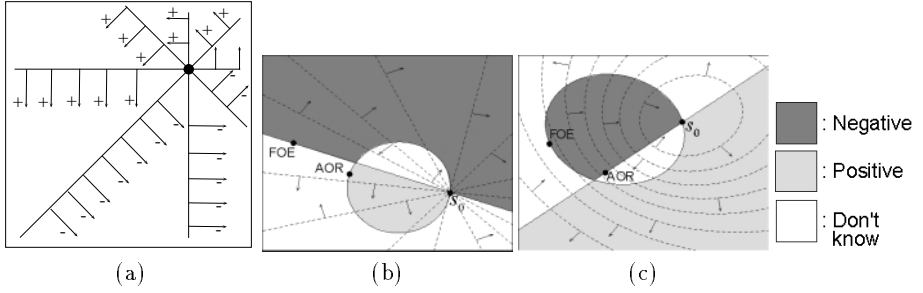 + + + + + + + + + + + + +
- - - - - - - - - - - - - -
FOE
AOR
S0
FOE
AOR
S0
: Negative
: Positive
: Don't
know
(a)
(b)
(c)